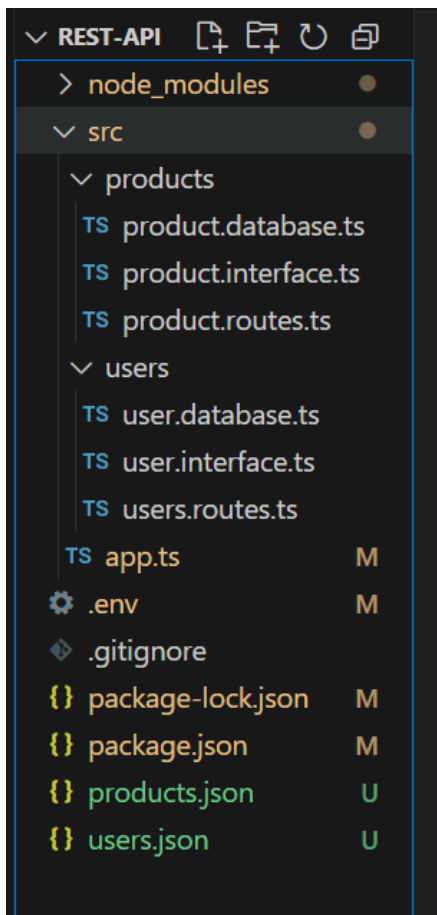 REST-API
node_modules
src
products
TS product.database.ts
TS product.interface.ts
TS product.routes.ts
users
TS user.database.ts
TS user.interface.ts
TS users.routes.ts
TS app.ts M
.env M
.gitignore
{} package-lock.json M
{} package.json M
{} products.json U
{} users.json U